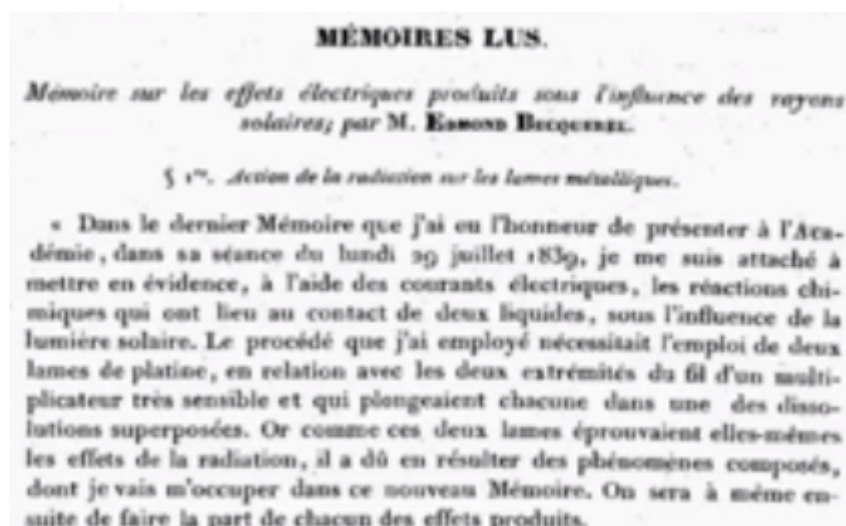 MÉMOIRES LUS.
Mémoire sur les effets électriques produits sous l'influence des rayons
solaires; par M. EDMOND BECQUEREL.
§ 1er. Action de la radiation sur les lames métalliques.
« Dans le dernier Mémoire que j'ai eu l'honneur de présenter à l'Aca-
démie, dans sa séance du lundi 29 juillet 1839, je me suis attaché à
mettre en évidence, à l'aide des courants électriques, les réactions chi-
miques qui ont lieu au contact de deux liquides, sous l'influence de la
lumière solaire. Le procédé que j'ai employé nécessitait l'emploi de deux
lames de platine, en relation avec les deux extrémités du fil d'un multi-
plicateur très sensible et qui plongeaient chacune dans une des disso-
lutions superposées. Or comme ces deux lames éprouvaient elles-mêmes
les effets de la radiation, il a dû en résulter des phénomènes composés,
dont je vais m'occuper dans ce nouveau Mémoire. On sera à même en-
suite de faire la part de chacun des effets produits.